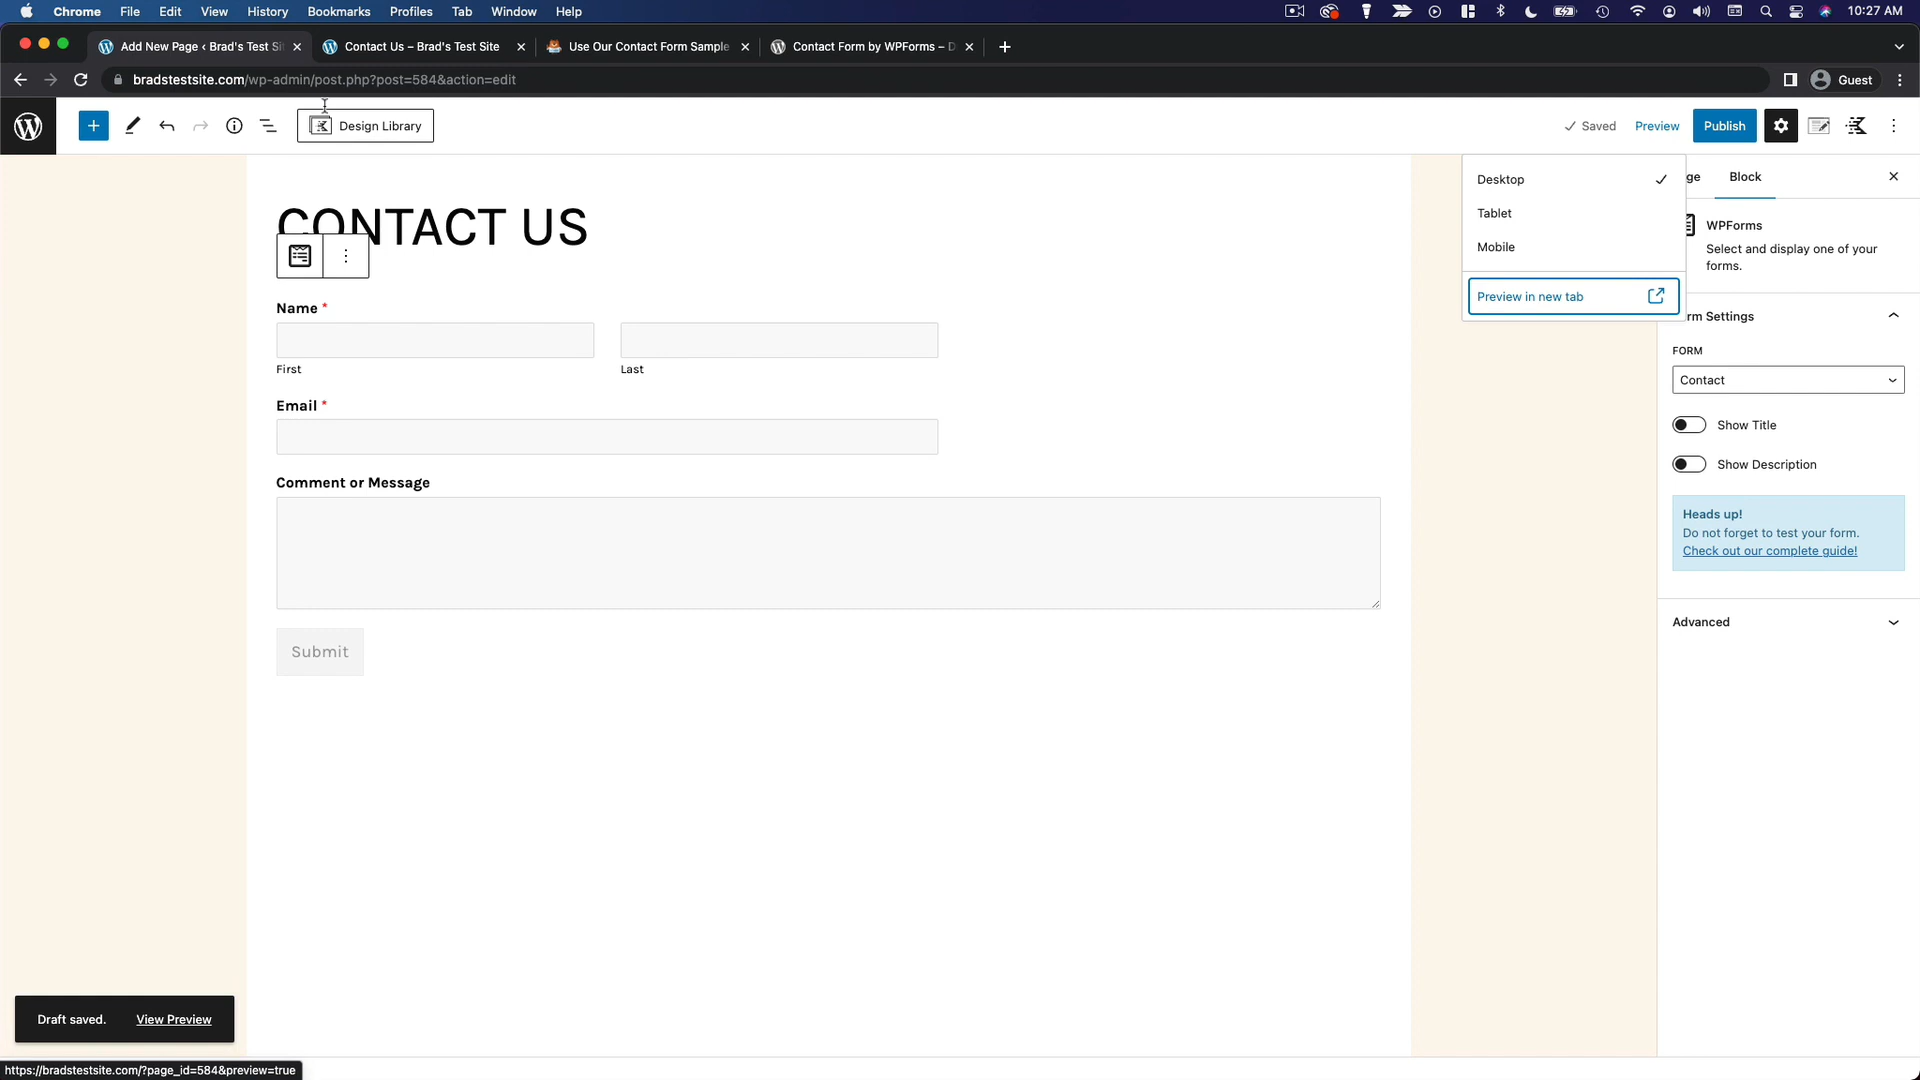 Chrome File Edit View History Bookmarks Profiles Tab Window Help 10:27 AM
Add New Page ‹ Brad's Test Si
Contact Us – Brad's Test Site
Use Our Contact Form Sample
Contact Form by WPForms – D
bradstestsite.com/wp-admin/post.php?post=584&action=edit
Guest
Design Library
Saved
Preview
Publish
CONTACT US
Desktop
Tablet
Mobile
Preview in new tab
ge
Block
WPForms
Select and display one of your
forms.
rm Settings
FORM
Contact
Show Title
Show Description
Heads up!
Do not forget to test your form.
Check out our complete guide!
Advanced
Name *
First
Last
Email *
Comment or Message
Submit
Draft saved. View Preview
https://bradstestsite.com/?page_id=584&preview=true